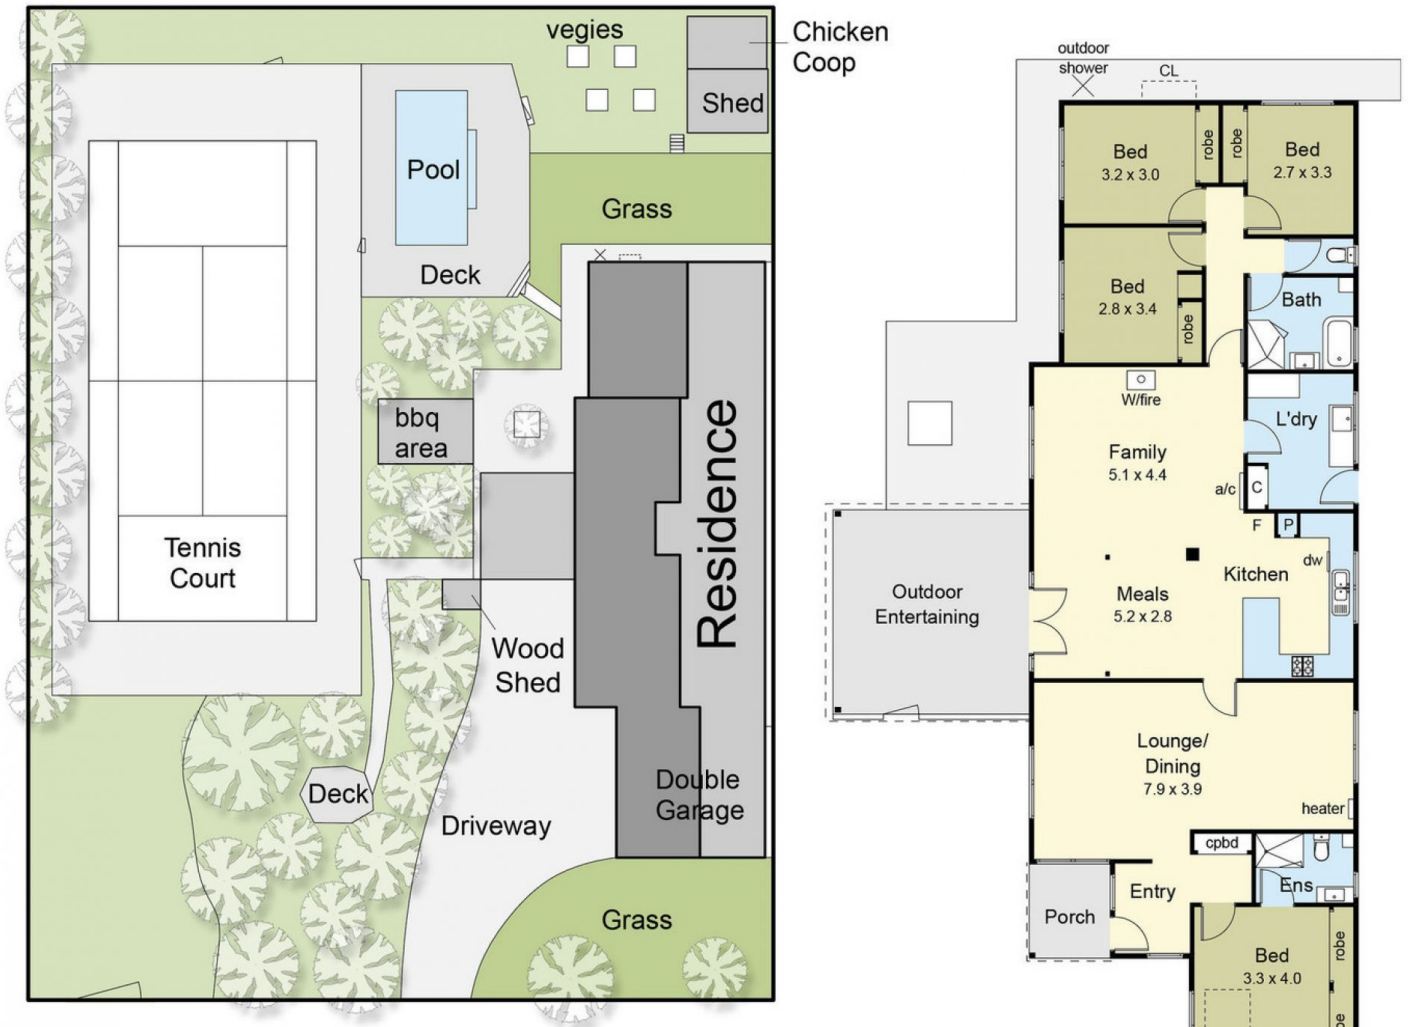 vegies
Chicken
Coop
Shed
Pool
Grass
Deck
bbq
area
Residence
Tennis
Court
Wood
Shed
Deck
Driveway
Double
Garage
Grass
outdoor
shower
CL
Bed
3.2 x 3.0
robe
robe
Bed
2.7 x 3.3
Bed
2.8 x 3.4
robe
Bath
W/fire
L'dry
Family
5.1 x 4.4
a/c
C
F
P
dw
Kitchen
Outdoor
Entertaining
Meals
5.2 x 2.8
Lounge/
Dining
7.9 x 3.9
heater
cpbd
Ens
Entry
Porch
Bed
3.3 x 4.0
robe